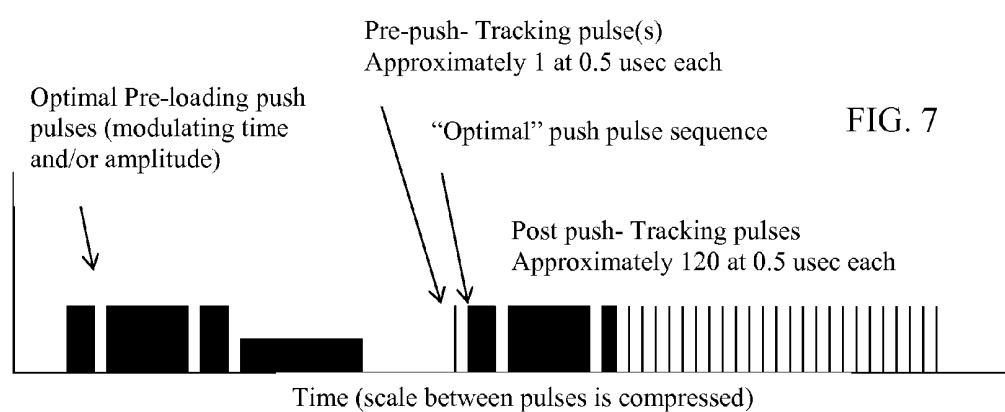 Pre-push- Tracking pulse(s)
Approximately 1 at 0.5 usec each
Optimal Pre-loading push
pulses (modulating time
and/or amplitude)
“Optimal” push pulse sequence
FIG. 7
Post push- Tracking pulses
Approximately 120 at 0.5 usec each
Time (scale between pulses is compressed)